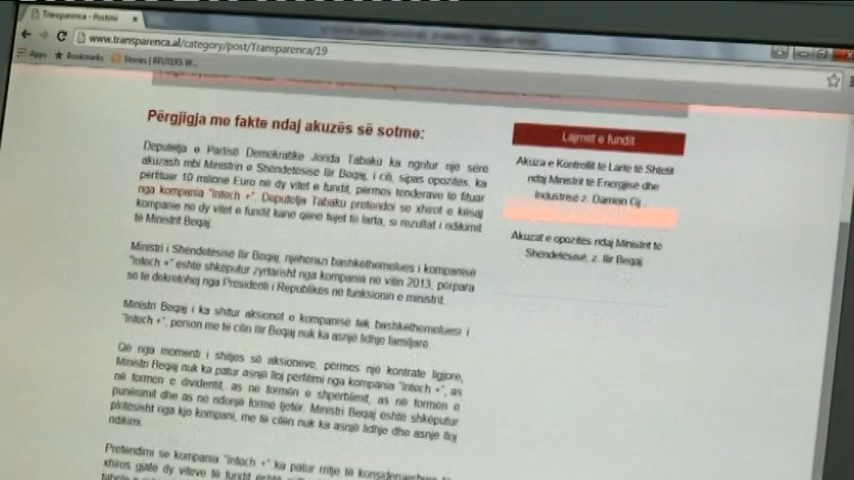 Transparenca - Postimi
www.transparenca.al/category/post/Transparenca/19
Apps Bookmarks Stories | REUTERS W...
Përgjigja me fakte ndaj akuzës së sotme:
Deputetja e Partisë Demokratike Jorida Tabaku ka ngritur një sërë
akuzash mbi Ministrin e Shëndetësisë Ilir Beqaj, i cili, sipas opozitës, ka
përfituar 10 milionë Euro në dy vitet e fundit, përmes tenderave të fituar
nga kompania "Intech +". Deputetja Tabaku pretendoi se xhirot e kësaj
kompanie në dy vitet e fundit kanë qenë tejet të larta, si rezultat i ndikimit
të Ministrit Beqaj.
Ministri i Shëndetësisë Ilir Beqaj, njëherazi bashkëthemelues i kompanisë
"Intech +" është shkëputur zyrtarisht nga kompania në vitin 2013, përpara
se të dekretohej nga Presidenti i Republikës në funksionin e ministrit.
Ministri Beqaj i ka shitur aksionet e kompanisë tek bashkëthemeluesi i
"Intech +", person me të cilin Ilir Beqaj nuk ka asnjë lidhje familjare.
Që nga momenti i shitjes së aksioneve, përmes një kontrate ligjore,
Ministri Beqaj nuk ka patur asnjë lloj përfitimi nga kompania "Intech +", as
në formën e dividentit, as në formën e shpërblimit, as në formën e
punësimit dhe as në ndonjë formë tjetër. Ministri Beqaj është shkëputur
plotësisht nga kjo kompani, me të cilën nuk ka asnjë lidhje dhe asnjë lloj
ndikimi.
Pretendimi se kompania "Intech +" ka patur rritje të konsiderueshme të
xhiros gjatë dy viteve të fundit është
Lajmet e fundit
Akuza e Kontrollit të Lartë të Shtetit
ndaj Ministrit të Energjisë dhe
Industrisë z. Damian Gj...
Akuzat e opozitës ndaj Ministrit të
Shëndetësisë, z. Ilir Beqaj